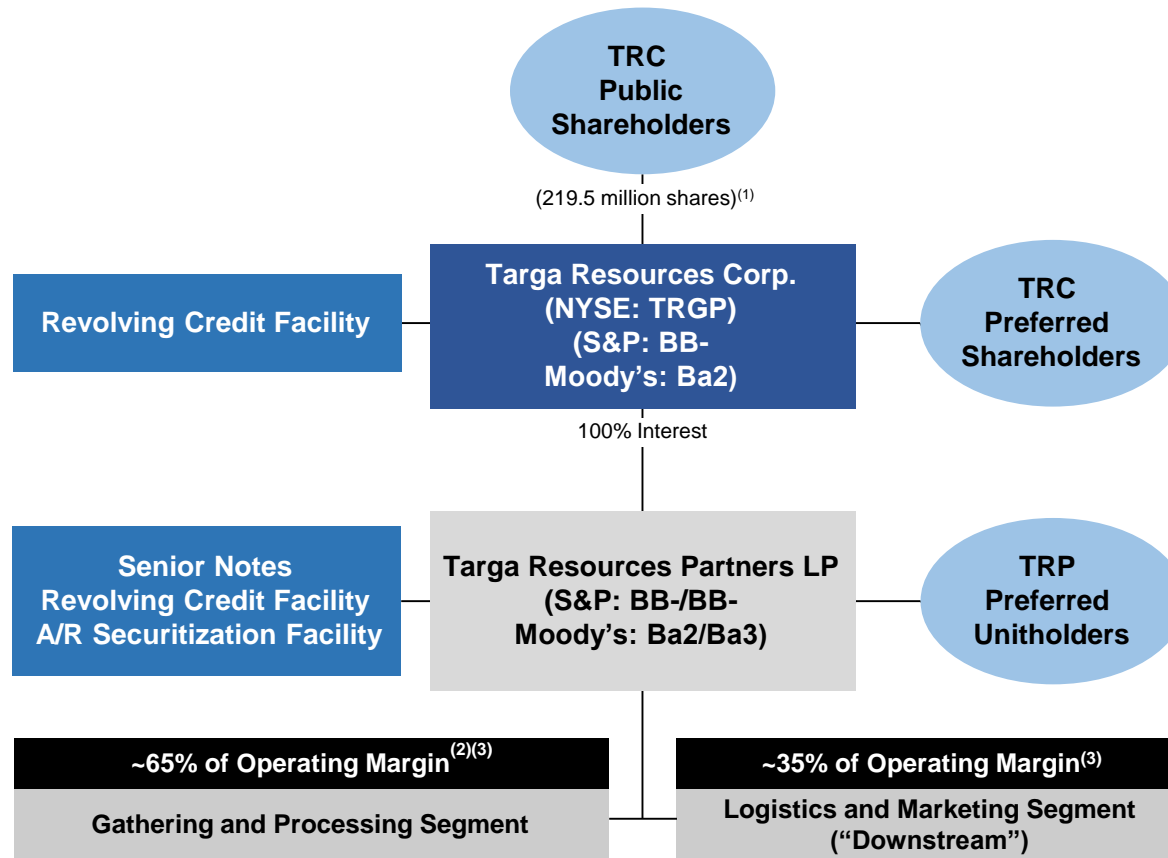 TRC
Public
Shareholders
(219.5 million shares)(1)
Revolving Credit Facility
Targa Resources Corp.
(NYSE: TRGP)
(S&P: BB-
Moody’s: Ba2)
TRC
Preferred
Shareholders
100% Interest
Senior Notes
Revolving Credit Facility
A/R Securitization Facility
Targa Resources Partners LP
(S&P: BB-/BB-
Moody’s: Ba2/Ba3)
TRP
Preferred
Unitholders
~65% of Operating Margin(2)(3)
Gathering and Processing Segment
~35% of Operating Margin(3)
Logistics and Marketing Segment
(“Downstream”)